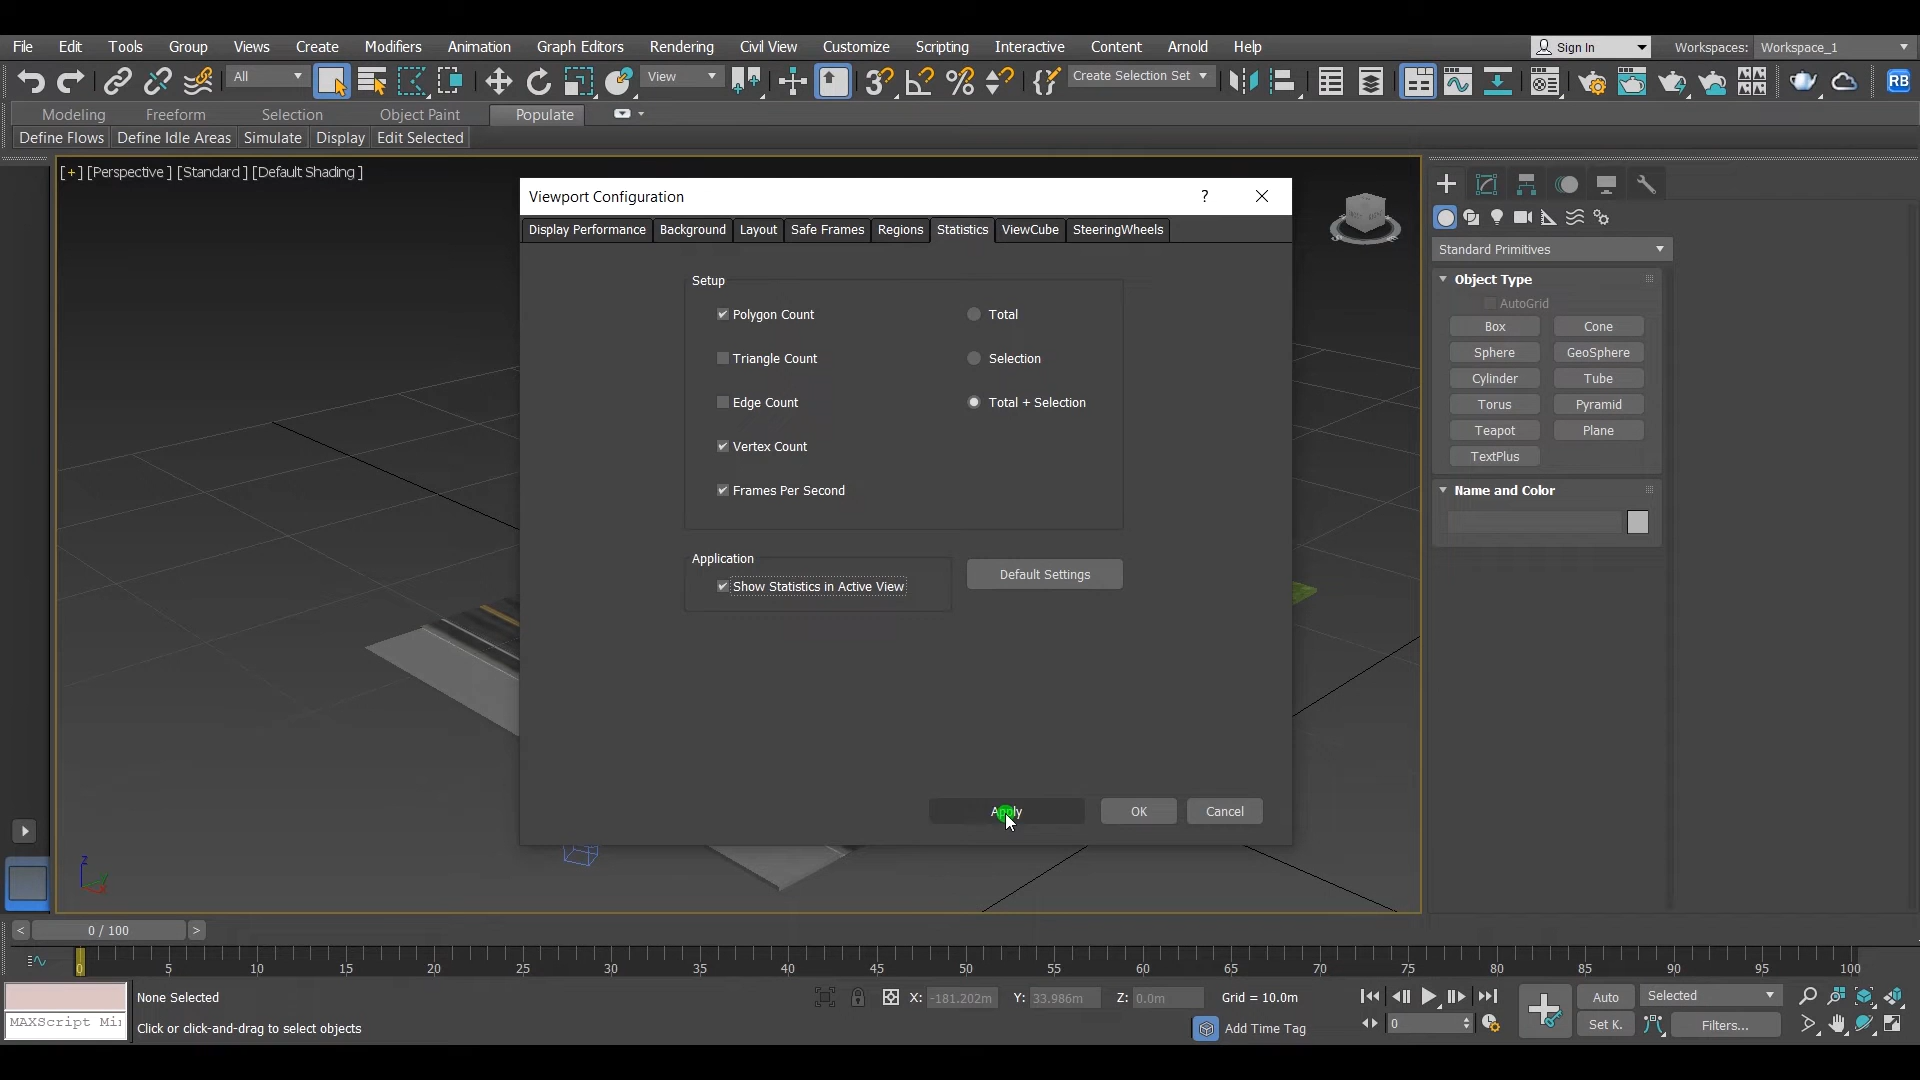 File Edit Tools Group Views Create Modifiers Animation Graph Editors Rendering Civil View Customize Scripting Interactive Content Arnold Help Sign In Workspaces: Workspace_1
All View Create Selection Set RB
Modeling Freeform Selection Object Paint Populate
Define Flows Define Idle Areas Simulate Display Edit Selected
[+] [Perspective ] [Standard ] [Default Shading ]
Viewport Configuration ?
Display Performance Background Layout Safe Frames Regions Statistics ViewCube SteeringWheels
Setup
Polygon Count Total
Triangle Count Selection
Edge Count Total + Selection
Vertex Count
Frames Per Second
Application
Show Statistics in Active View Default Settings
Apply OK Cancel
Standard Primitives
Object Type
AutoGrid
Box Cone
Sphere GeoSphere
Cylinder Tube
Torus Pyramid
Teapot Plane
TextPlus
Name and Color
z
< 0 / 100 >
0 5 10 15 20 25 30 35 40 45 50 55 60 65 70 75 80 85 90 95 100
None Selected X: -181.202m Y: 33.986m Z: 0.0m Grid = 10.0m Auto Selected
MAXScript Mi
Click or click-and-drag to select objects Add Time Tag 0 Set K. Filters...